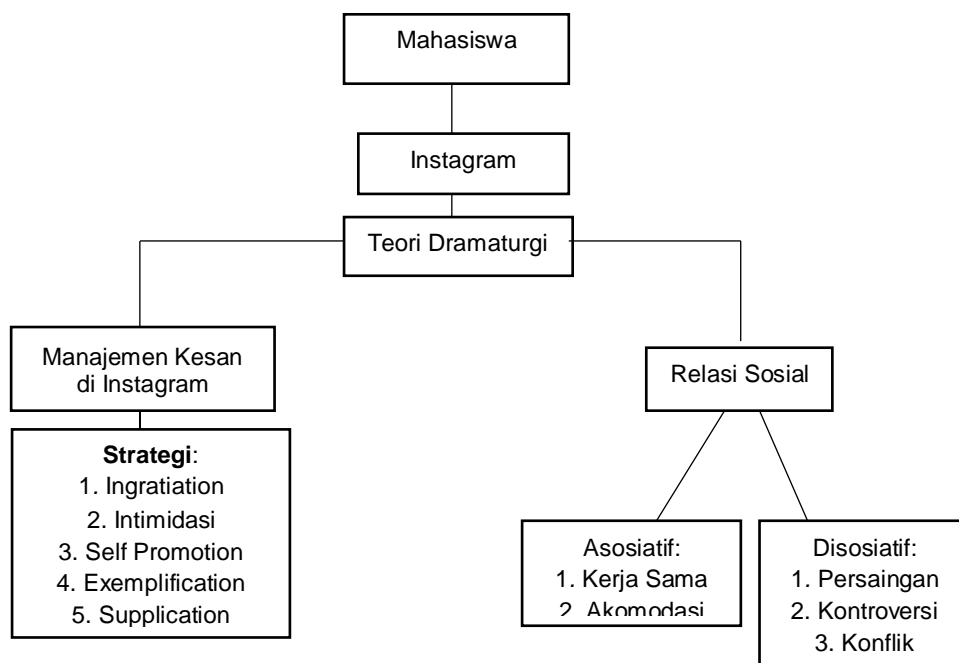 Mahasiswa
Instagram
Teori Dramaturgi
Manajemen Kesan
di Instagram
Relasi Sosial
Strategi:
1. Ingratiation
2. Intimidasi
3. Self Promotion
4. Exemplification
5. Supplication
Asosiatif:
1. Kerja Sama
2. Akomodasi
Disosiatif:
1. Persaingan
2. Kontroversi
3. Konflik